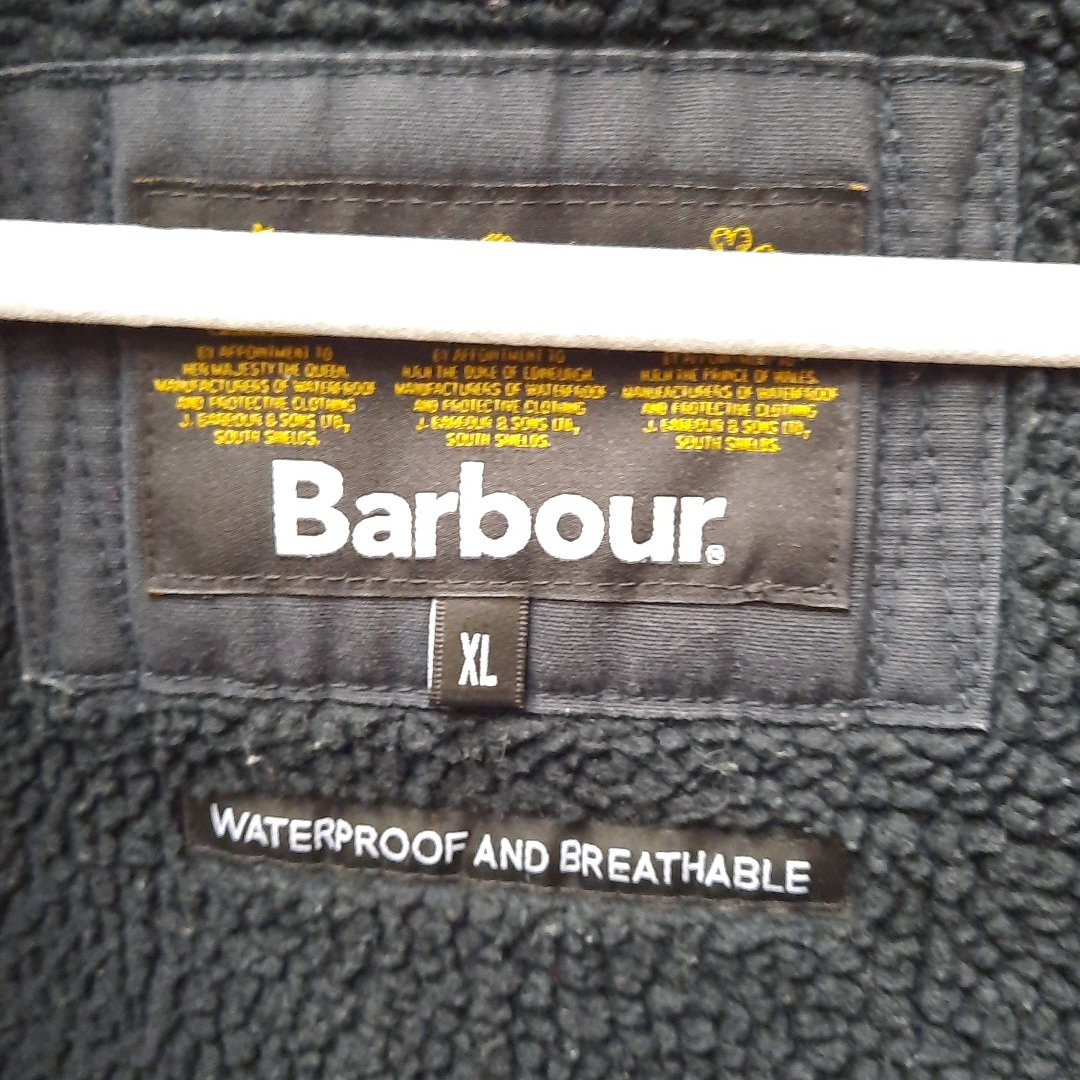 BY APPOINTMENT TO
HER MAJESTY THE QUEEN.
MANUFACTURERS OF WATERPROOF
AND PROTECTIVE CLOTHING
J. BARBOUR & SONS LTD,
SOUTH SHIELDS.
BY APPOINTMENT TO
H.R.H THE DUKE OF EDINBURGH.
MANUFACTURERS OF WATERPROOF
AND PROTECTIVE CLOTHING
J. BARBOUR & SONS LTD,
SOUTH SHIELDS.
BY APPOINTMENT TO
H.R.H THE PRINCE OF WALES.
MANUFACTURERS OF WATERPROOF
AND PROTECTIVE CLOTHING
J. BARBOUR & SONS LTD,
SOUTH SHIELDS.
Barbour®
XL
WATERPROOF AND BREATHABLE